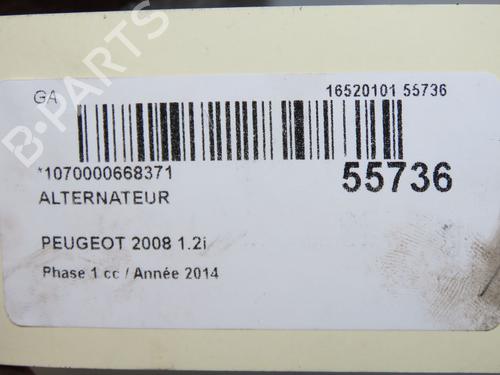 B-PARTS
GA
16520101 55736
*1070000668371
55736
ALTERNATEUR
PEUGEOT 2008 1.2i
Phase 1 cc / Année 2014